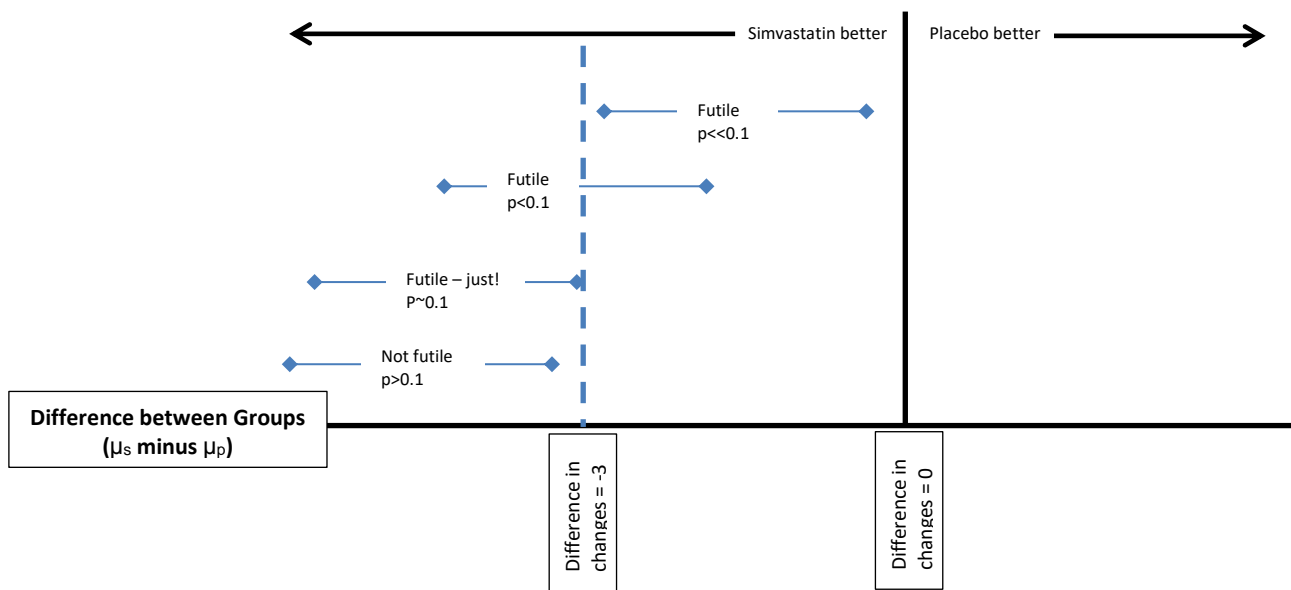 Simvastatin better
Placebo better
Futile
p<<0.1
Futile
p<0.1
Futile – just!
P~0.1
Not futile
p>0.1
Difference between Groups
(μs minus μp)
Difference in
changes = -3
Difference in
changes = 0